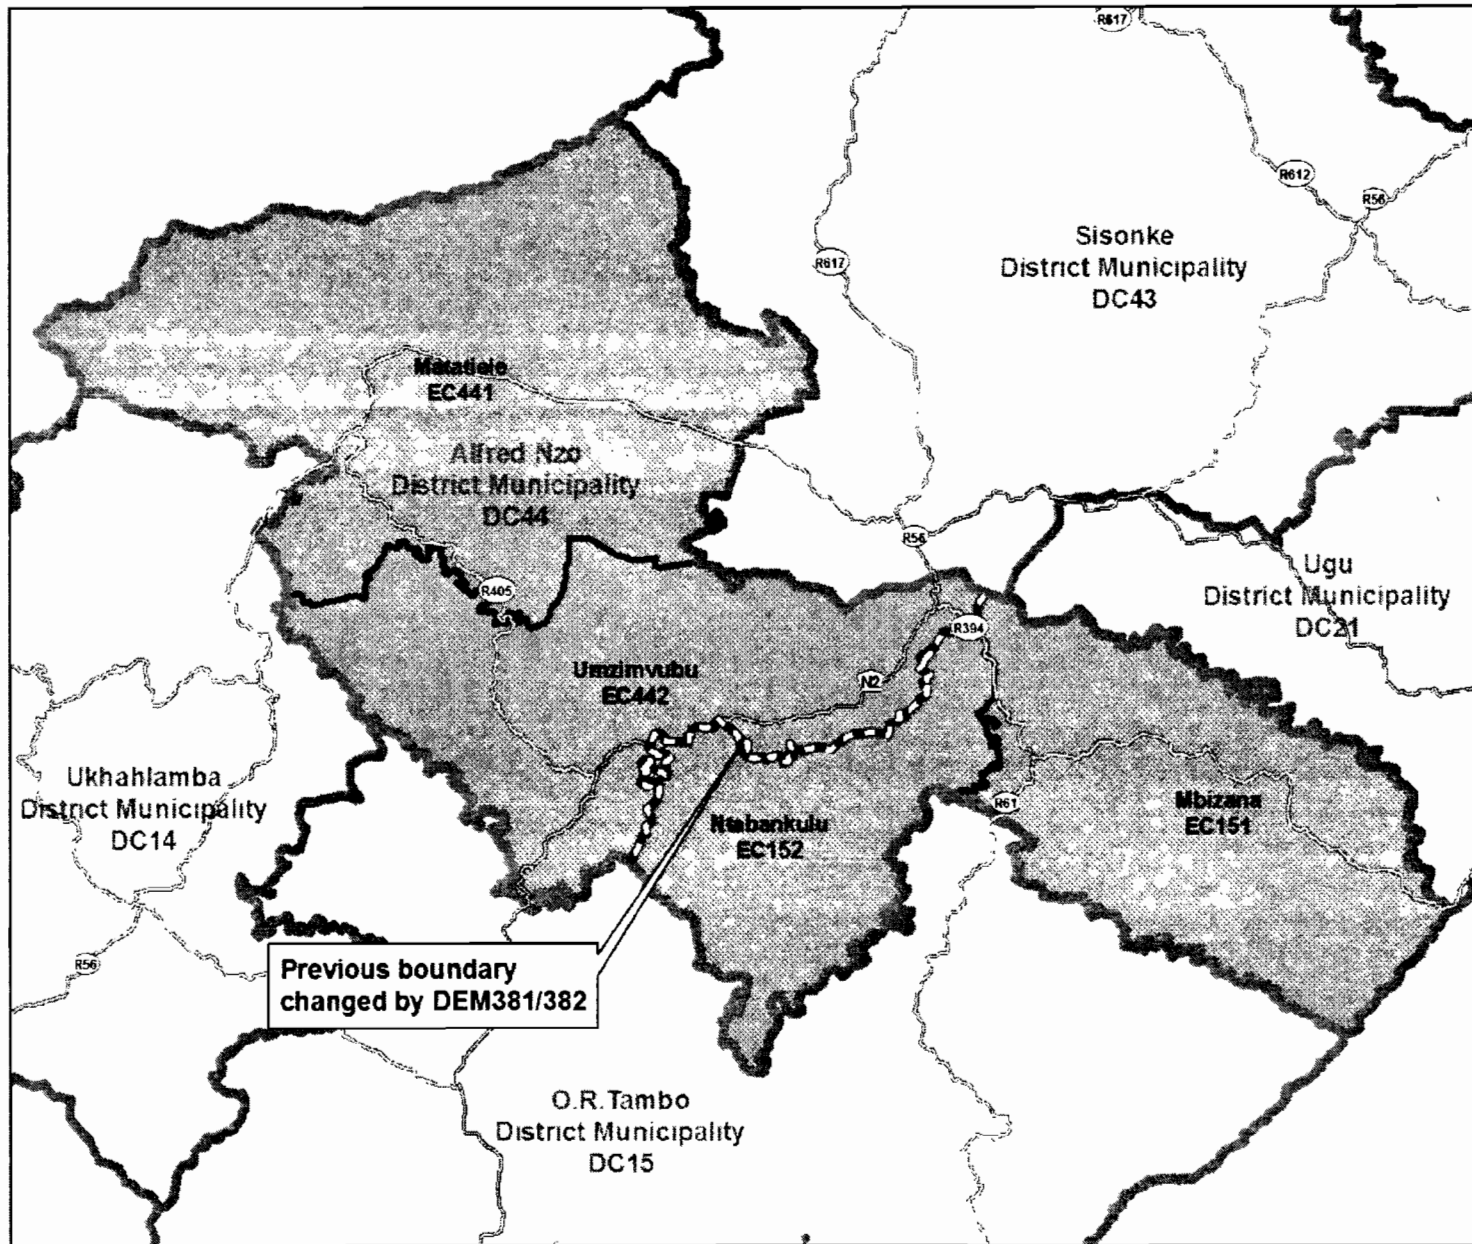 R617
R612
R56
Sisonke
District Municipality
DC43
R617
Matatiele
EC441
Alfred Nzo
District Municipality
DC44
R56
Ugu
District Municipality
DC21
R405
R394
Umzimvubu
EC442
N2
Ukhahlamba
District Municipality
DC14
R61
Mbizana
EC151
Ntabankulu
EC152
R56
Previous boundary
changed by DEM381/382
O.R.Tambo
District Municipality
DC15